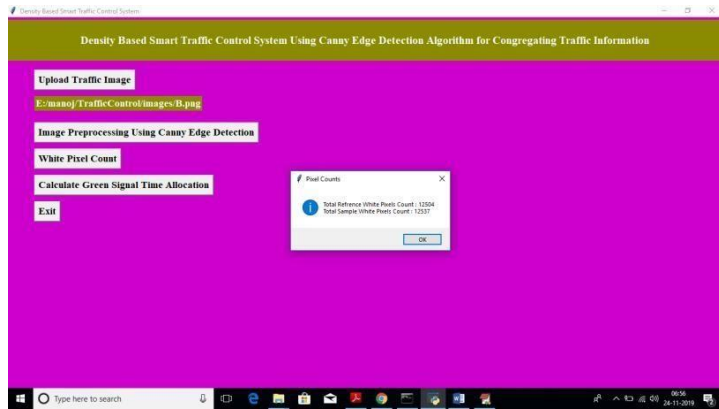 Density Based Smart Traffic Control System
Density Based Smart Traffic Control System Using Canny Edge Detection Algorithm for Congregating Traffic Information
Upload Traffic Image
E:/manoj/TrafficControl/images/B.png
Image Preprocessing Using Canny Edge Detection
White Pixel Count
Calculate Green Signal Time Allocation
Exit
Pixel Counts
Total Refrence White Pixels Count : 12504
Total Sample White Pixels Count : 12537
OK
Type here to search
06:56
24-11-2019